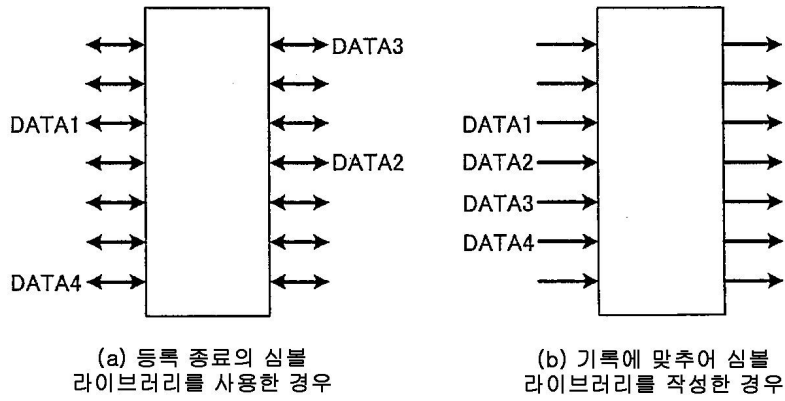 DATA3
DATA1
DATA2
DATA4
(a) 등록 종료의 심볼
라이브러리를 사용한 경우
DATA1
DATA2
DATA3
DATA4
(b) 기록에 맞추어 심볼
라이브러리를 작성한 경우